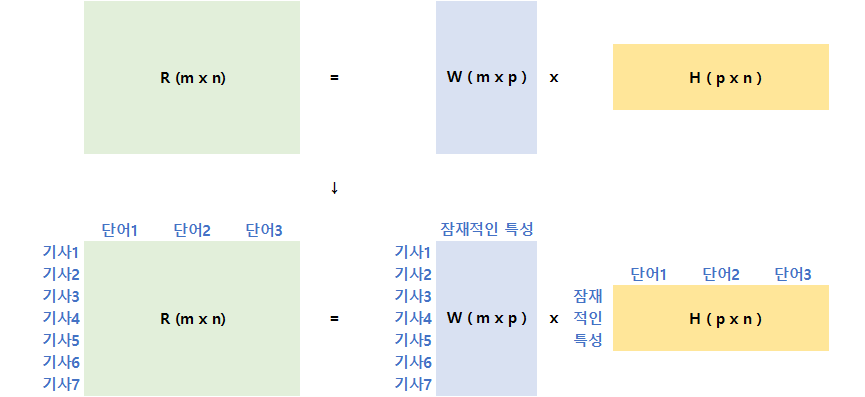 R (m x n) = W ( m x p ) x H ( p x n )
↓
단어1 단어2 단어3 잠재적인 특성
기사1 기사1
기사2 기사2 단어1 단어2 단어3
기사3 기사3 잠재
기사4 R (m x n) = 기사4 W ( m x p ) x 적인 H ( p x n )
기사5 기사5 특성
기사6 기사6
기사7 기사7